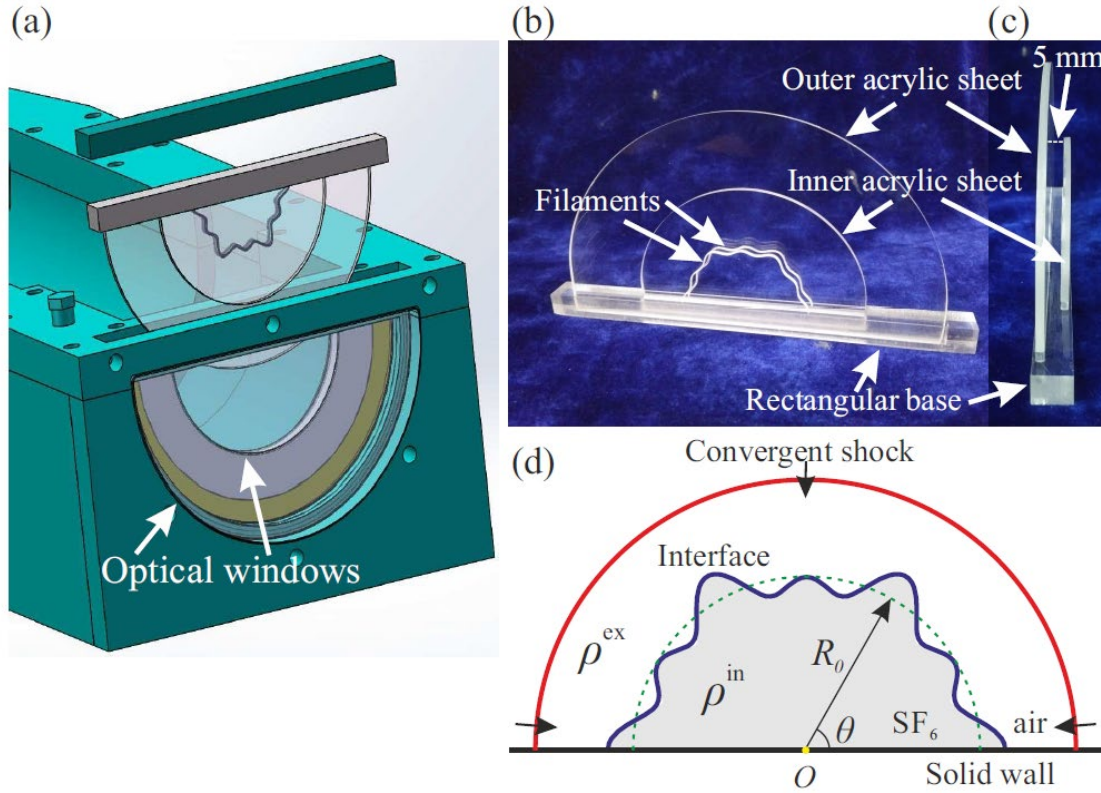 (a)
Optical windows
(b)
Outer acrylic sheet
Inner acrylic sheet
Filaments
Rectangular base
(c)
5 mm
(d)
Convergent shock
Interface
ρ^ex
ρ^in
R_0
θ
SF_6
air
O
Solid wall